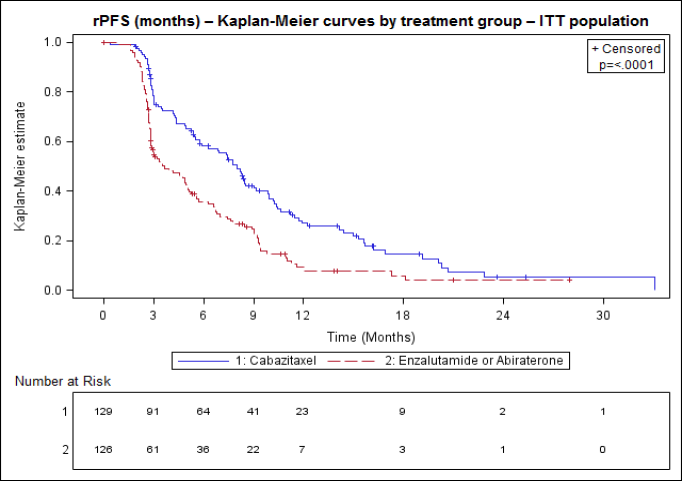 rPFS (months) – Kaplan-Meier curves by treatment group – ITT population
+ Censored
p=<.0001
Kaplan-Meier estimate
1.0
0.8
0.6
0.4
0.2
0.0
0 3 6 9 12 18 24 30
Time (Months)
1: Cabazitaxel 2: Enzalutamide or Abiraterone
Number at Risk
1 129 91 64 41 23 9 2 1
2 126 61 36 22 7 3 1 0